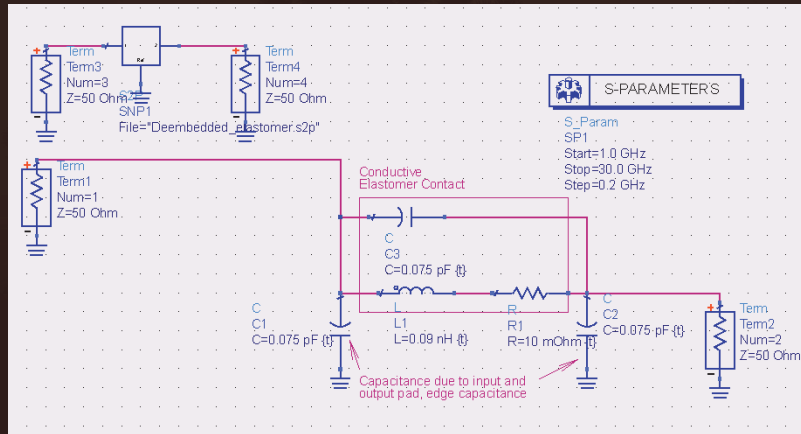 Term
Term3
Num=3
Z=50 Ohm
1
2
Ref
SNP1
File="Deembedded_elastomer.s2p"
Term
Term4
Num=4
Z=50 Ohm
S-PARAMETERS
S_Param
SP1
Start=1.0 GHz
Stop=30.0 GHz
Step=0.2 GHz
Term
Term1
Num=1
Z=50 Ohm
Conductive
Elastomer Contact
C
C3
C=0.075 pF {t}
C
C1
C=0.075 pF {t}
L
L1
L=0.09 nH {t}
R
R1
R=10 mOhm {t}
C
C2
C=0.075 pF {t}
Term
Term2
Num=2
Z=50 Ohm
Capacitance due to input and
output pad, edge capacitance